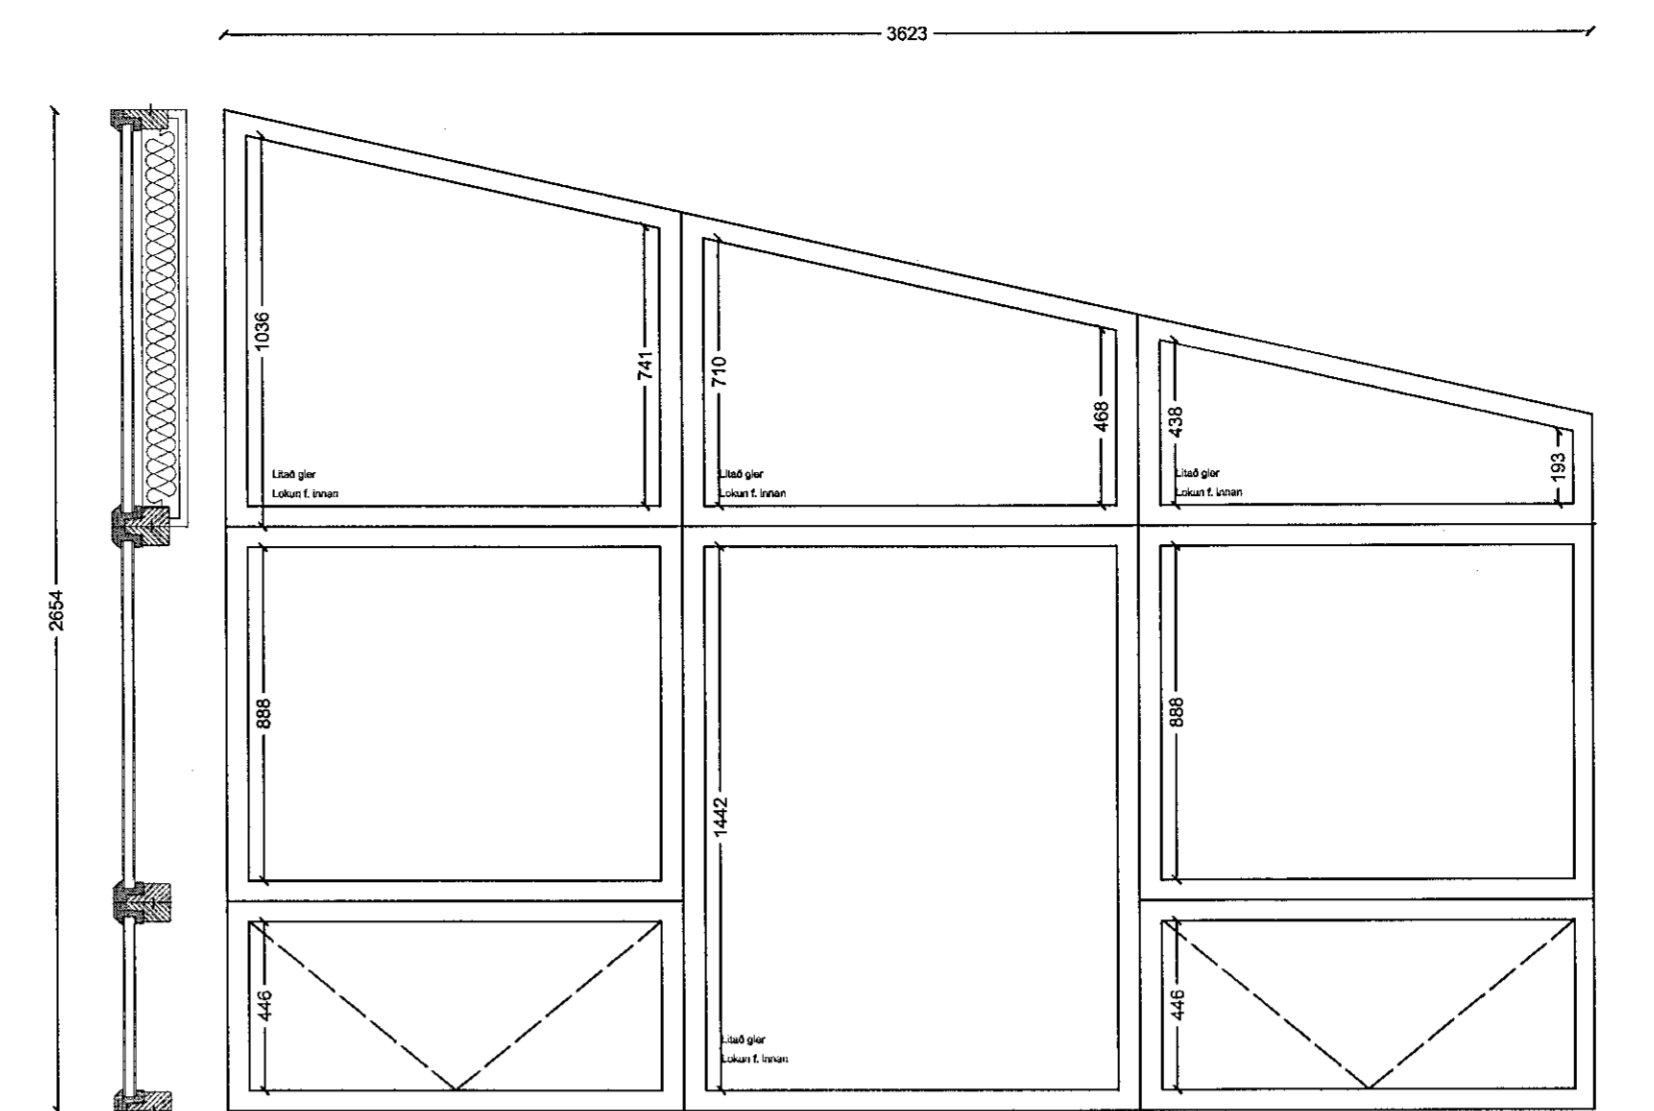 3623
2654
1036
741
Litað gler
Lokun f. innan
710
468
Litað gler
Lokun f. innan
438
193
Litað gler
Lokun f. innan
888
1442
888
446
Litað gler
Lokun f. innan
446